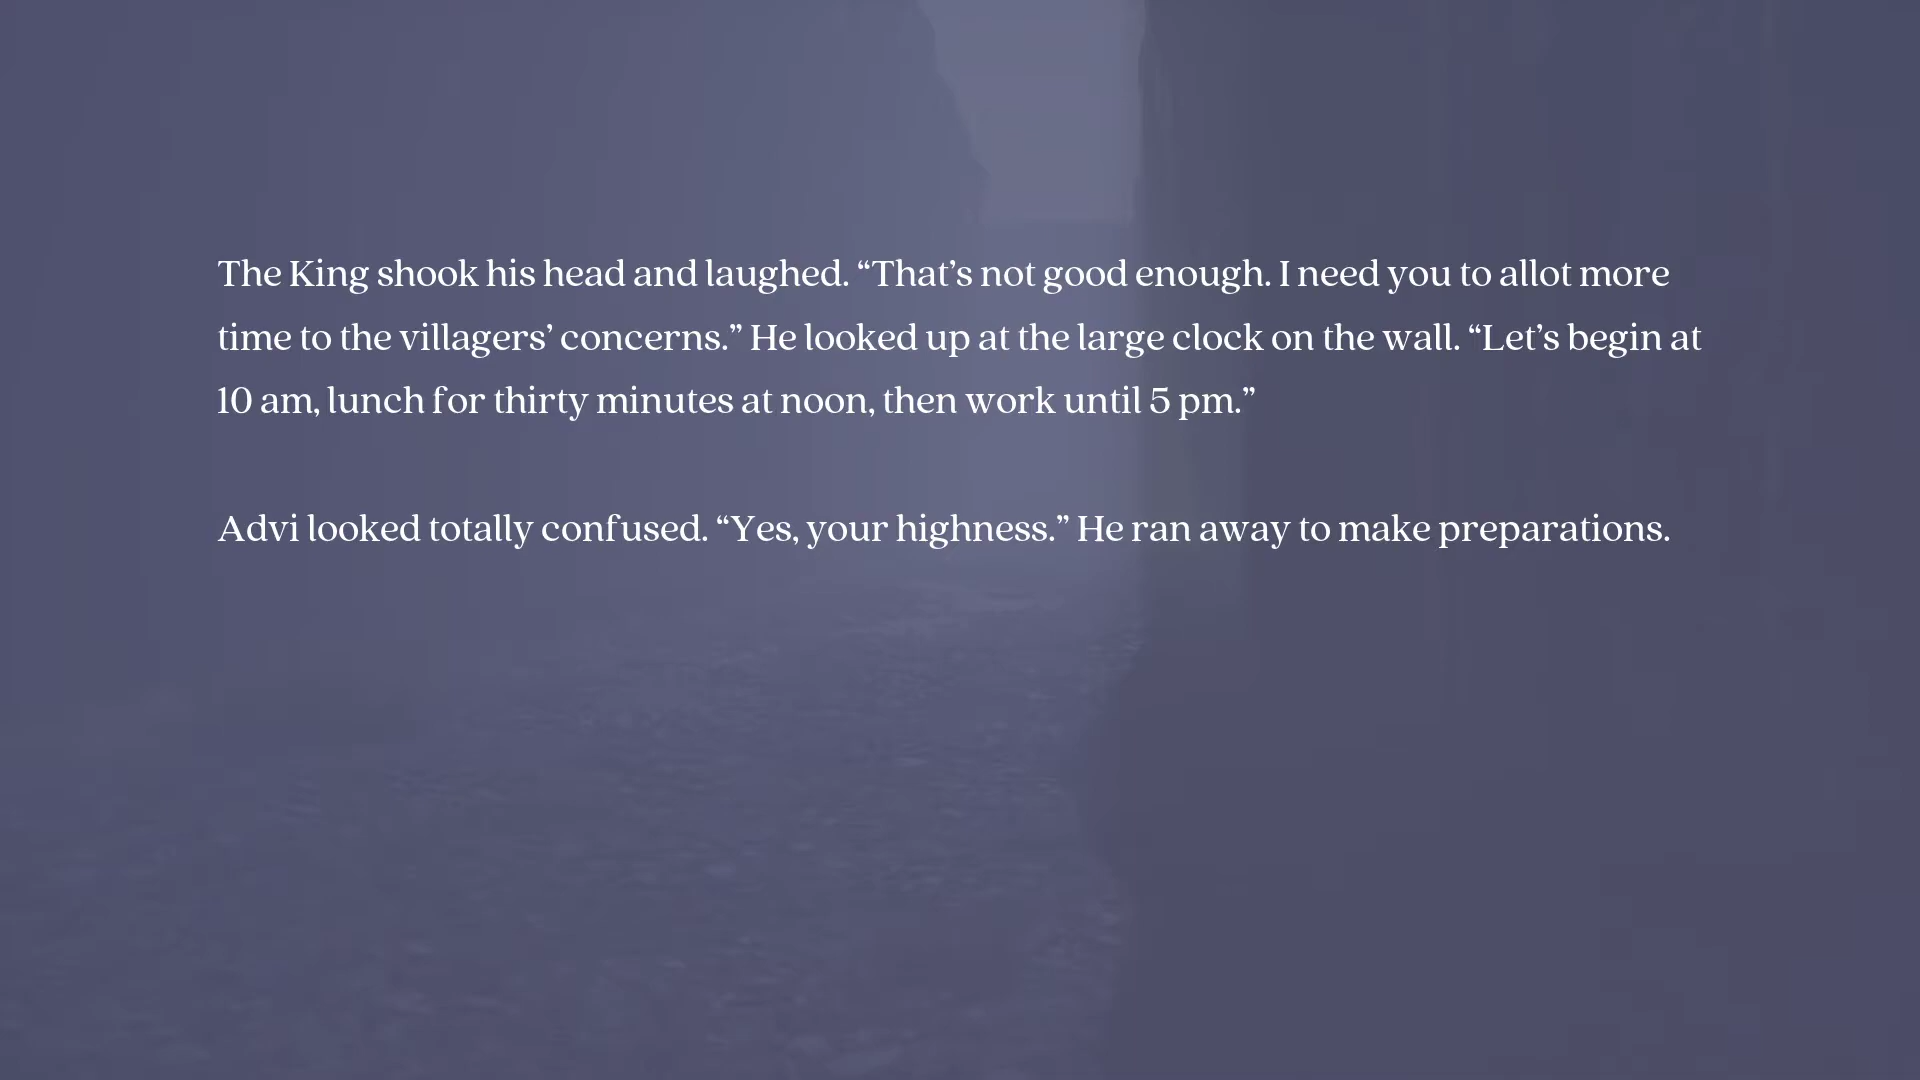 The King shook his head and laughed. “That’s not good enough. I need you to allot more
time to the villagers’ concerns.” He looked up at the large clock on the wall. “Let’s begin at
10 am, lunch for thirty minutes at noon, then work until 5 pm.”
Advi looked totally confused. “Yes, your highness.” He ran away to make preparations.